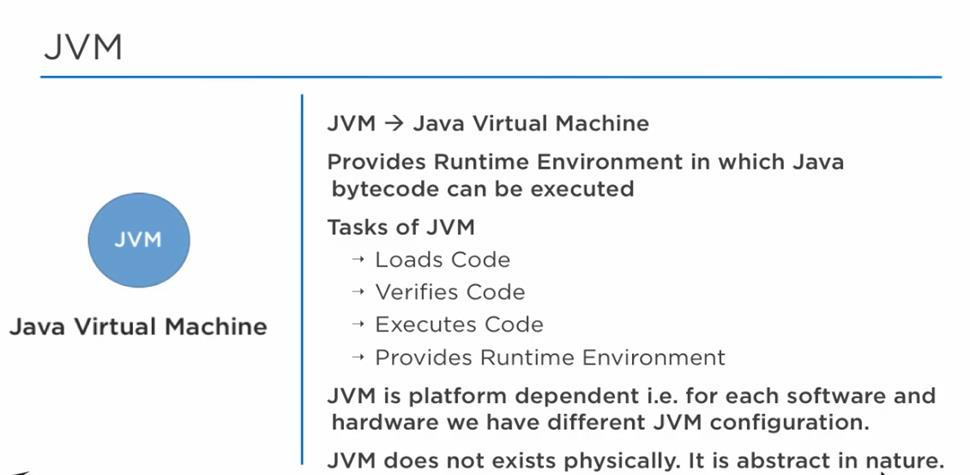 JVM
JVM
Java Virtual Machine
JVM → Java Virtual Machine
Provides Runtime Environment in which Java
bytecode can be executed
Tasks of JVM
→ Loads Code
→ Verifies Code
→ Executes Code
→ Provides Runtime Environment
JVM is platform dependent i.e. for each software and
hardware we have different JVM configuration.
JVM does not exists physically. It is abstract in nature.